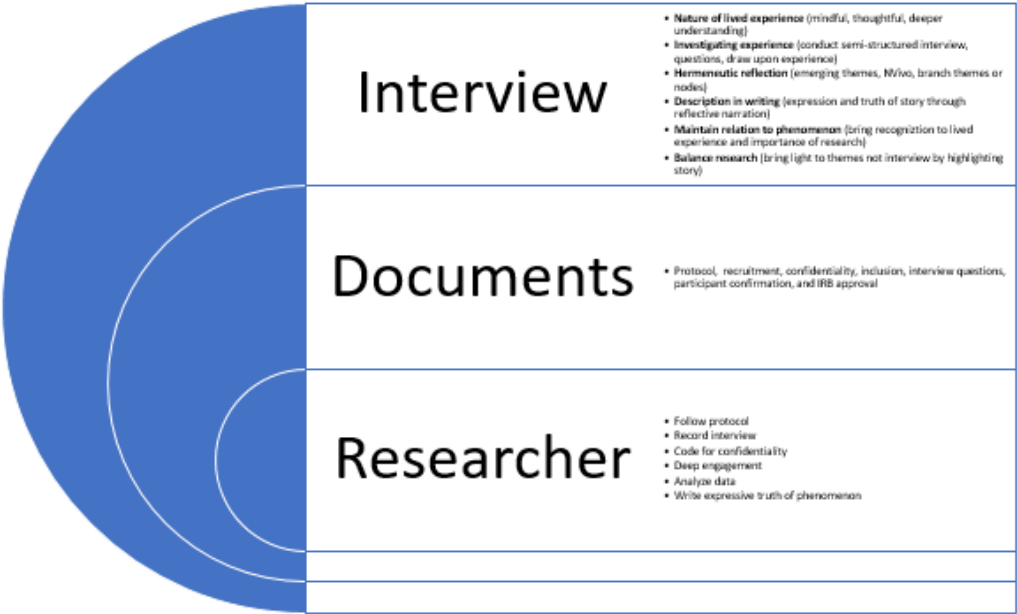 Interview
• Nature of lived experience (mindful, thoughtful, deeper
understanding)
• Investigating experience (conduct semi-structured interview,
questions, draw upon experience)
• Hermeneutic reflection (emerging themes, NVivo, branch themes or
nodes)
• Description in writing (expression and truth of story through
reflective narration)
• Maintain relation to phenomenon (bring recogniztion to lived
experience and importance of research)
• Balance research (bring light to themes not interview by highlighting
story)
Documents
• Protocol, recruitment, confidentiality, inclusion, interview questions,
participant confirmation, and IRB approval
Researcher
• Follow protocol
• Record interview
• Code for confidentiality
• Deep engagement
• Analyze data
• Write expressive truth of phenomenon